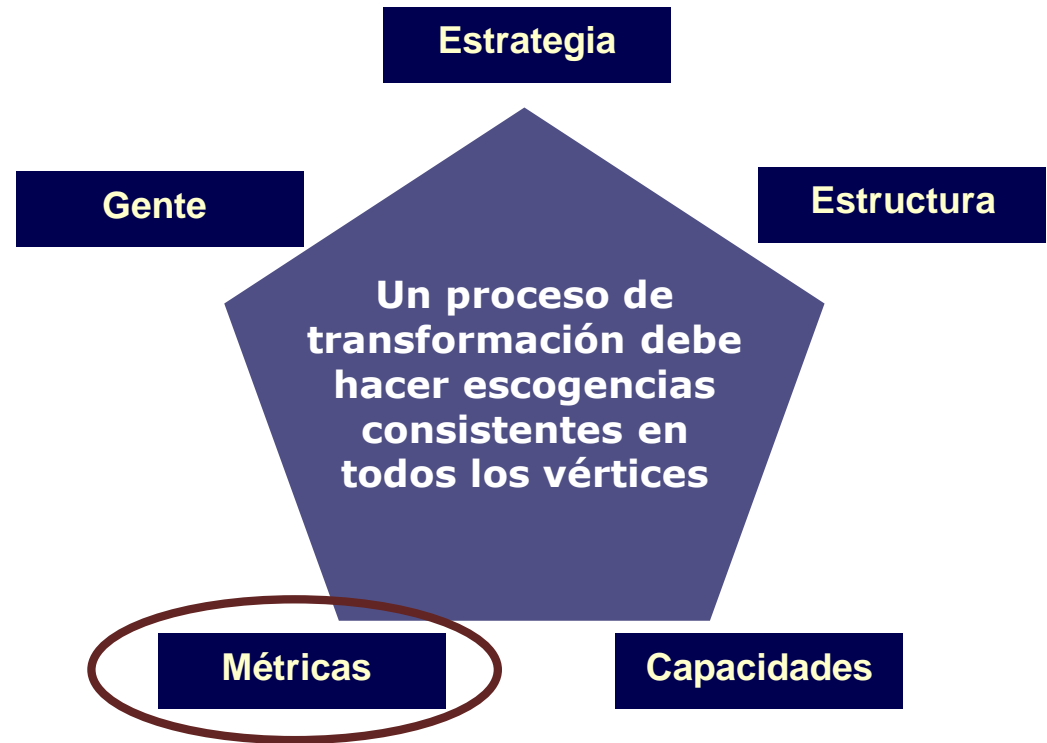 Estrategia
Gente
Estructura
Un proceso de
transformación debe
hacer escogencias
consistentes en
todos los vértices
Métricas
Capacidades